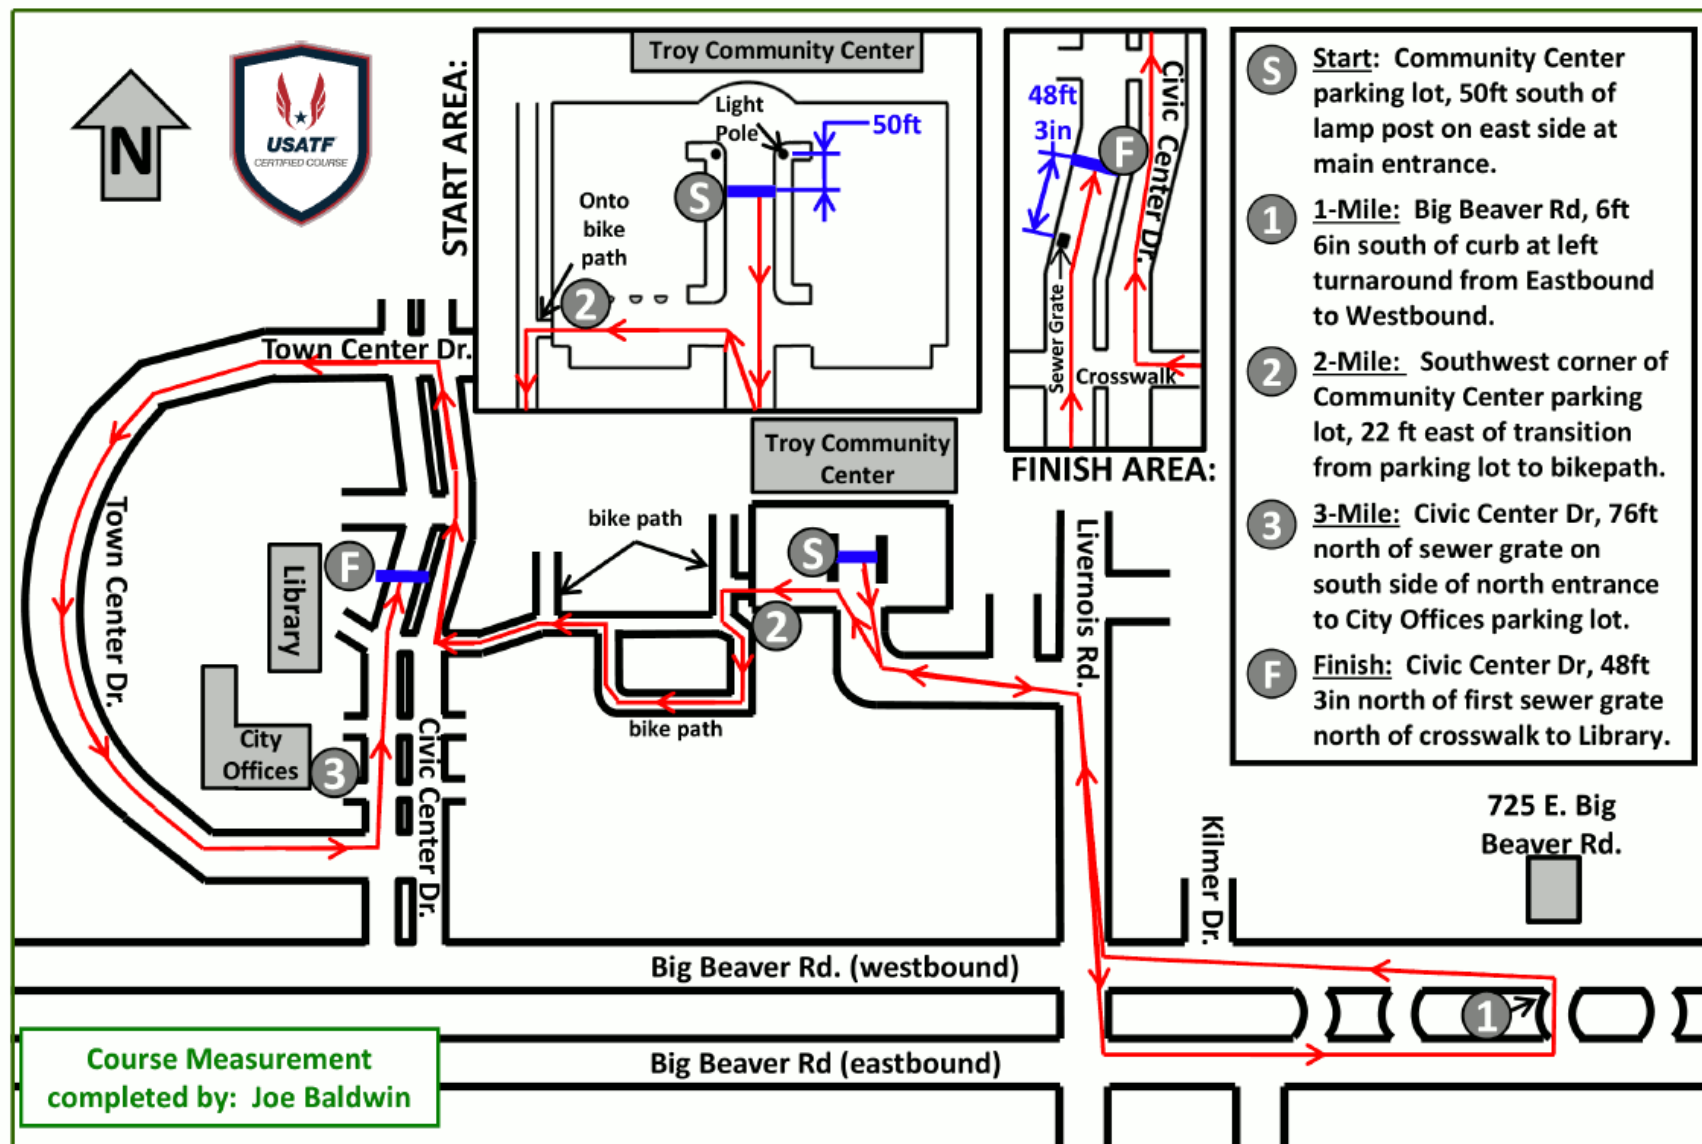 N
USATF
CERTIFIED COURSE
START AREA:
Troy Community Center
Light
Pole
50ft
S
Onto
bike
path
2
48ft
3in
F
Civic Center Dr.
Sewer Grate
Crosswalk
FINISH AREA:
S
Start: Community Center
parking lot, 50ft south of
lamp post on east side at
main entrance.
1
1-Mile: Big Beaver Rd, 6ft
6in south of curb at left
turnaround from Eastbound
to Westbound.
2
2-Mile: Southwest corner of
Community Center parking
lot, 22 ft east of transition
from parking lot to bikepath.
3
3-Mile: Civic Center Dr, 76ft
north of sewer grate on
south side of north entrance
to City Offices parking lot.
F
Finish: Civic Center Dr, 48ft
3in north of first sewer grate
north of crosswalk to Library.
Town Center Dr.
Town Center Dr.
Troy Community
Center
bike path
S
F
Library
2
Livernois Rd.
bike path
City
Offices
3
Civic Center Dr.
725 E. Big
Beaver Rd.
Kilmer Dr.
Big Beaver Rd. (westbound)
1
Big Beaver Rd (eastbound)
Course Measurement
completed by: Joe Baldwin